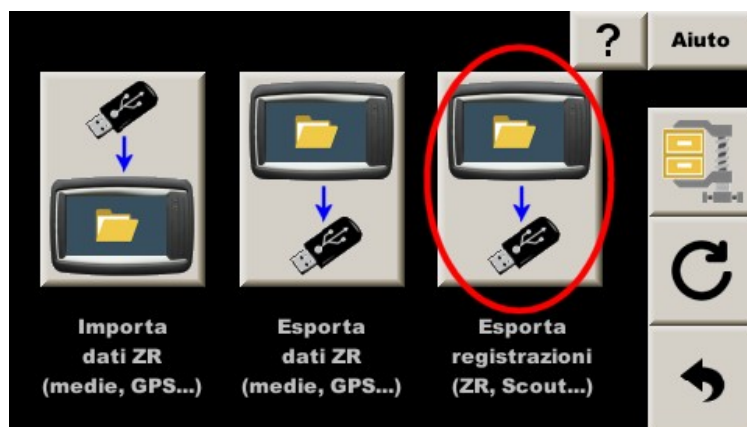 ? Aiuto
Importa
dati ZR
(medie, GPS...)
Esporta
dati ZR
(medie, GPS...)
Esporta
registrazioni
(ZR, Scout...)